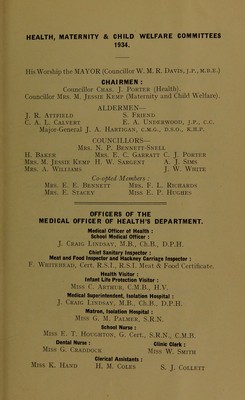 HEALTH, MATERNITY & CHILD WELFARE COMMITTEES
1934.
His Worship the MAYOR (Councillor W. M. R. DAVIS, J.P., M.B.E.)
CHAIRMEN :
Councillor CHAS. J. PORTER (Health).
Councillor MRS. M. JESSIE KEMP (Maternity and Child Welfare).
ALDERMEN—
J. R. ATTFIELD S. FRIEND
C. A. L. CALVERT E. A. UNDERWOOD, J.P., C.C.
Major-General J. A. HARTIGAN, C.M.G., D.S.O., K.H.P.
COUNCILLORS—
MRS. N. P. BENNETT-SNELL
H. BAKER MRS. E. C. GARRATT C. J. PORTER
MRS. M. JESSIE KEMP H. W. SARGENT A. J. SIMS
MRS. A. WILLIAMS J. W. WHITE
Co-opted Members :
MRS. E. E. BENNETT MRS. F. L. RICHARDS
MRS. F. STACEY MISS E. P. HUGHES
OFFICERS OF THE
MEDICAL OFFICER OF HEALTH'S DEPARTMENT.
Medical Officer of Health :
School Medical Officer :
J. CRAIG LINDSAY, M.B., Ch.B., D.P.H.
Chief Sanitary Inspector :
Meat and Food Inspector and Hackney Carriage Inspector :
F. WHITEHEAD, Cert. R.S.I., R.S.I. Meat & Food Certificate.
Health Visitor :
Infant Life Protection Visitor :
MISS C. ARTHUR, C.M.B., H.V.
Medical Superintendent, Isolation Hospital :
J. CRAIG LINDSAY, M.B., Ch.B., D.P.H.
Matron, Isolation Hospital :
MISS G. M. PALMER, S.R.N.
School Nurse :
MISS E. T. HOUGHTON, G. Cert., S.R.N., C.M.B.
Dental Nurse : Clinic Clerk :
MISS G. CRADDOCK MISS W. SMITH
Clerical Assistants :
MISS K. HAND H. M. COLES S. J. COLLETT